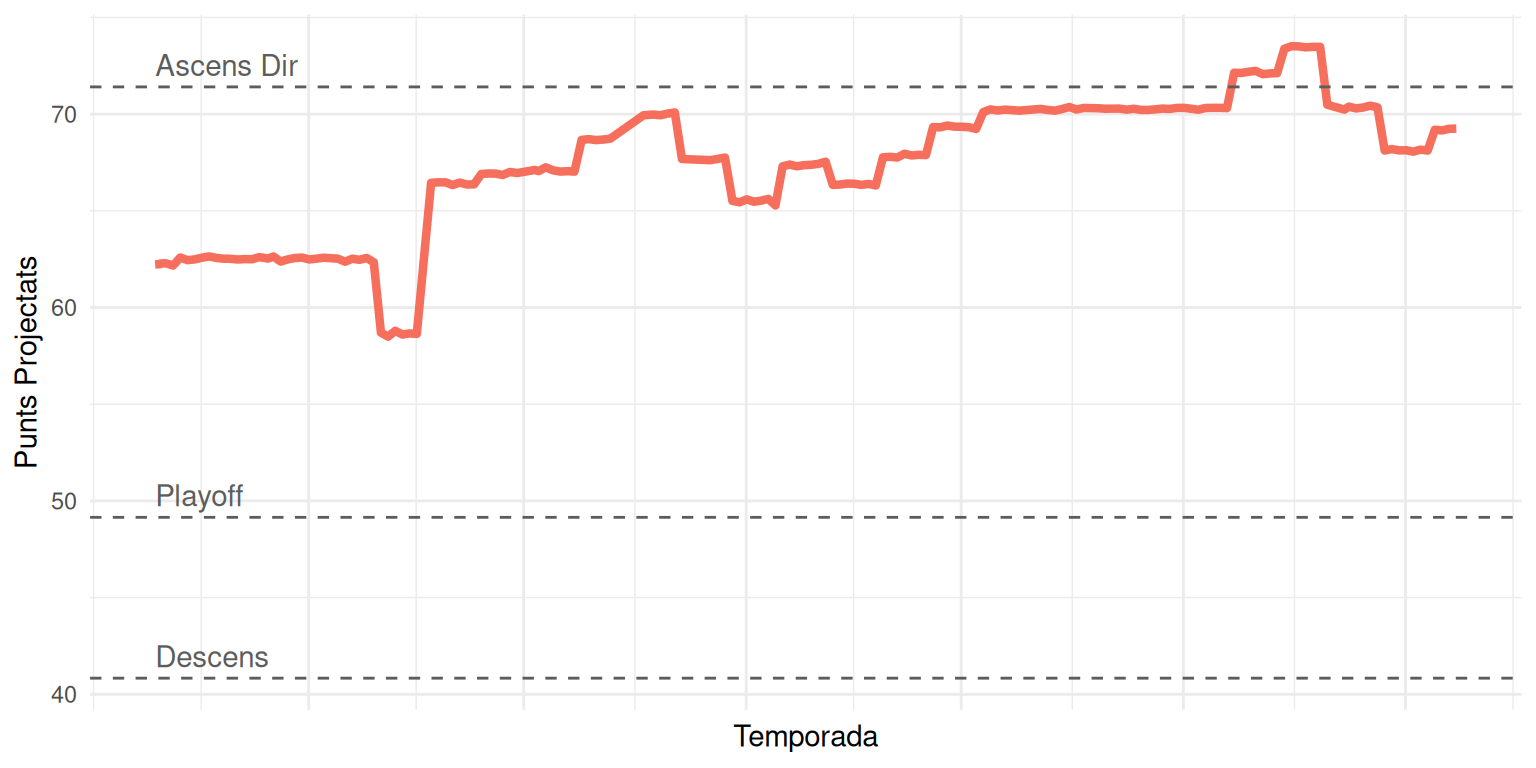 Ascens Dir
70
60
Punts Projectats
Playoff
50
Descens
40
Temporada